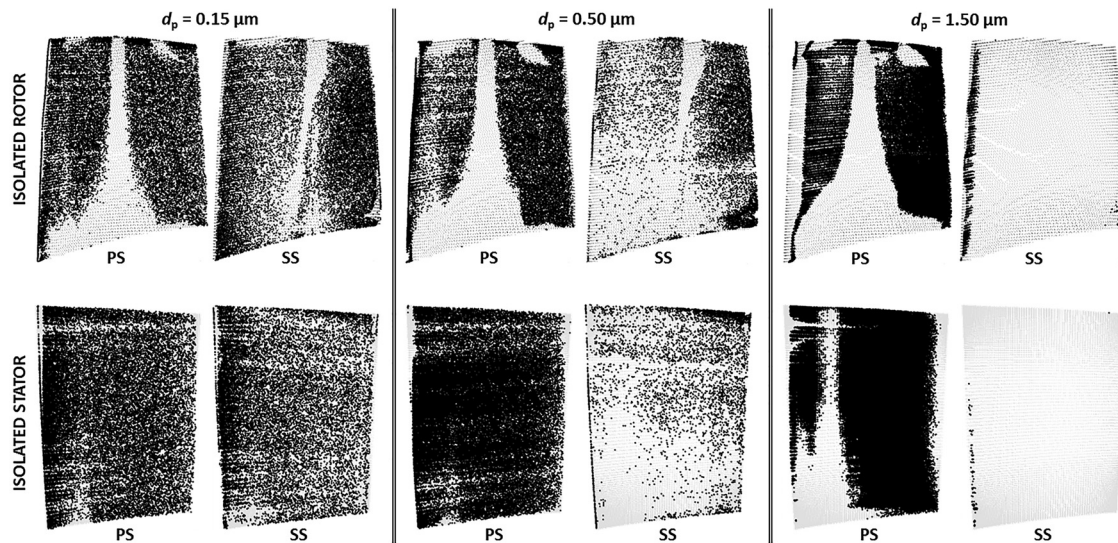 dp = 0.15 µm
dp = 0.50 µm
dp = 1.50 µm
ISOLATED ROTOR
PS
SS
PS
SS
PS
SS
ISOLATED STATOR
PS
SS
PS
SS
PS
SS